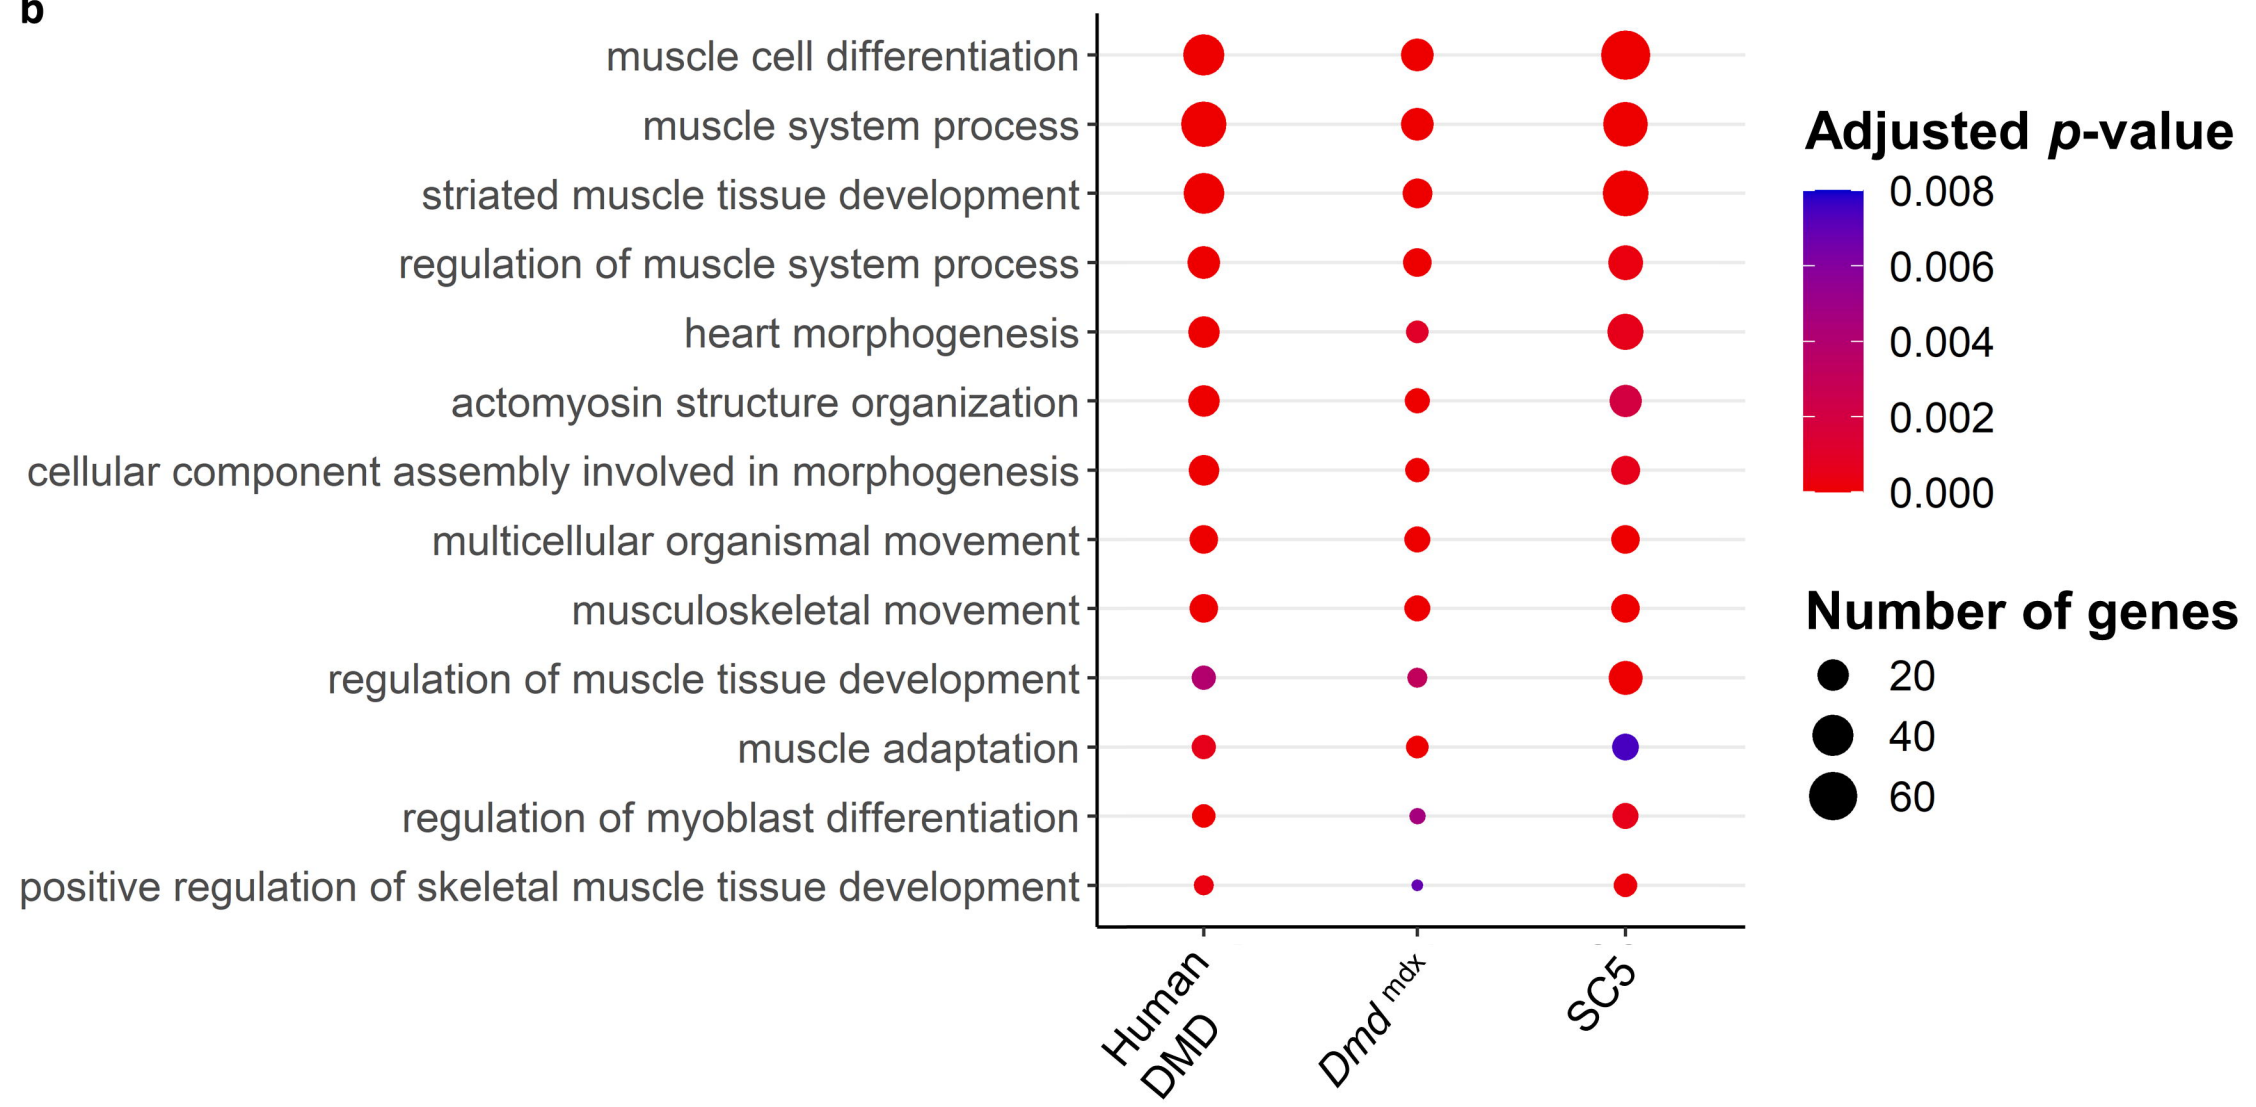 b
muscle cell differentiation
muscle system process
striated muscle tissue development
regulation of muscle system process
heart morphogenesis
actomyosin structure organization
cellular component assembly involved in morphogenesis
multicellular organismal movement
musculoskeletal movement
regulation of muscle tissue development
muscle adaptation
regulation of myoblast differentiation
positive regulation of skeletal muscle tissue development
Human
DMD
Dmd mdx
SC5
Adjusted p-value
0.008
0.006
0.004
0.002
0.000
Number of genes
20
40
60